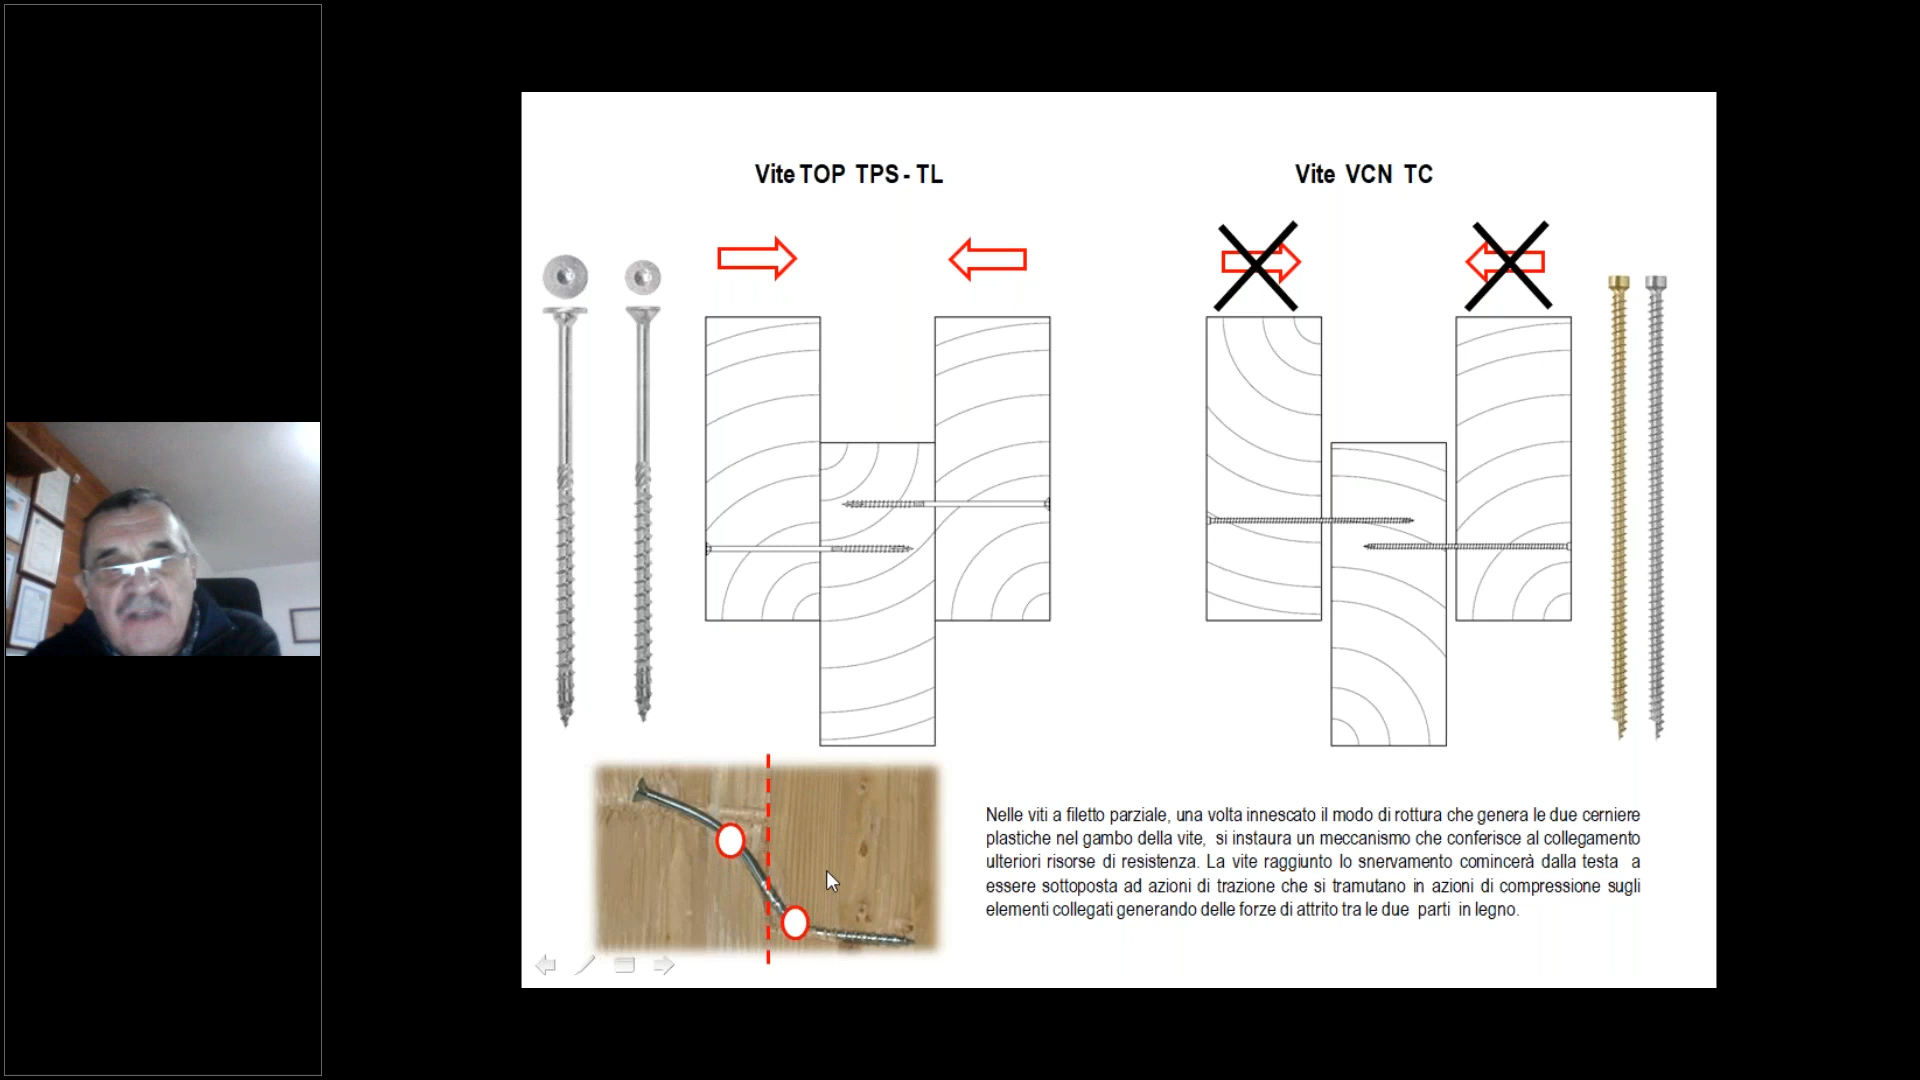 Vite TOP TPS - TL
Vite VCN TC
Nelle viti a filetto parziale, una volta innescato il modo di rottura che genera le due cerniere
plastiche nel gambo della vite, si instaura un meccanismo che conferisce al collegamento
ulteriori risorse di resistenza. La vite raggiunto lo snervamento comincerà dalla testa a
essere sottoposta ad azioni di trazione che si tramutano in azioni di compressione sugli
elementi collegati generando delle forze di attrito tra le due parti in legno.